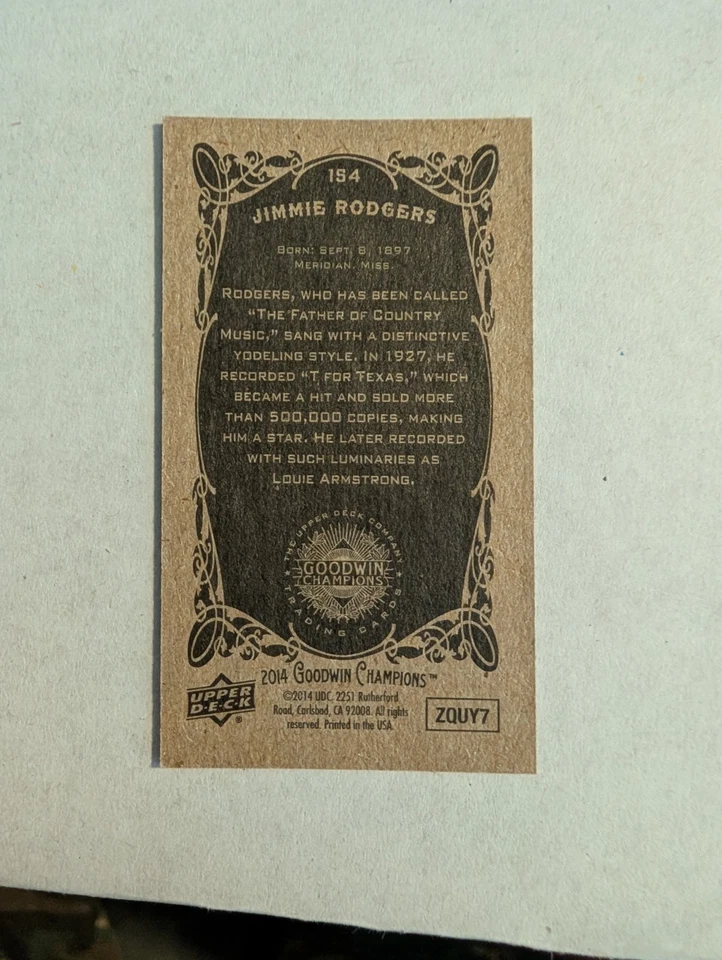 154
JIMMIE RODGERS
BORN: SEPT. 8, 1897
MERIDIAN, MISS.
RODGERS, WHO HAS BEEN CALLED
"THE FATHER OF COUNTRY
MUSIC," SANG WITH A DISTINCTIVE
YODELING STYLE. IN 1927, HE
RECORDED "T FOR TEXAS," WHICH
BECAME A HIT AND SOLD MORE
THAN 500,000 COPIES, MAKING
HIM A STAR. HE LATER RECORDED
WITH SUCH LUMINARIES AS
LOUIE ARMSTRONG.
THE UPPER DECK COMPANY
GOODWIN
CHAMPIONS
TRADING CARDS
2014 GOODWIN CHAMPIONS™
UPPER
D·E·C·K®
©2014 UDC. 2251 Rutherford
Road, Carlsbad, CA 92008. All rights
reserved. Printed in the USA.
ZQUY7